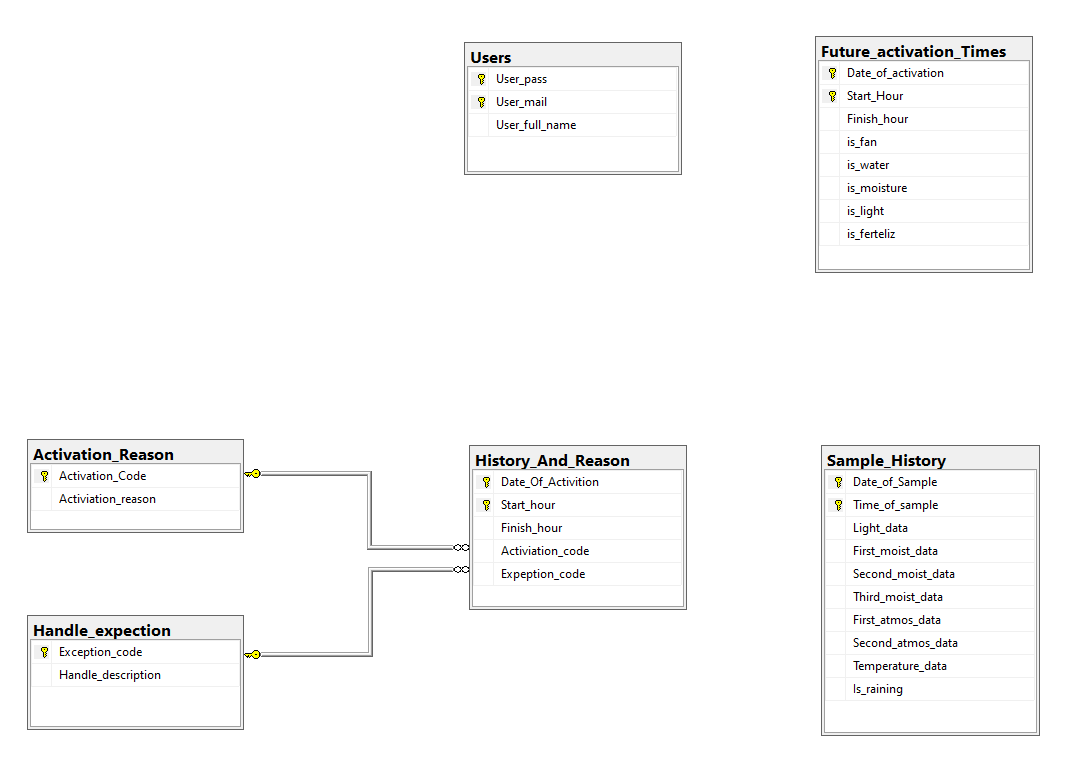 Users
User_pass
User_mail
User_full_name
Future_activation_Times
Date_of_activation
Start_Hour
Finish_hour
is_fan
is_water
is_moisture
is_light
is_ferteliz
Activation_Reason
Activation_Code
Activiation_reason
History_And_Reason
Date_Of_Activition
Start_hour
Finish_hour
Activiation_code
Expeption_code
Sample_History
Date_of_Sample
Time_of_sample
Light_data
First_moist_data
Second_moist_data
Third_moist_data
First_atmos_data
Second_atmos_data
Temperature_data
Is_raining
Handle_expection
Exception_code
Handle_description